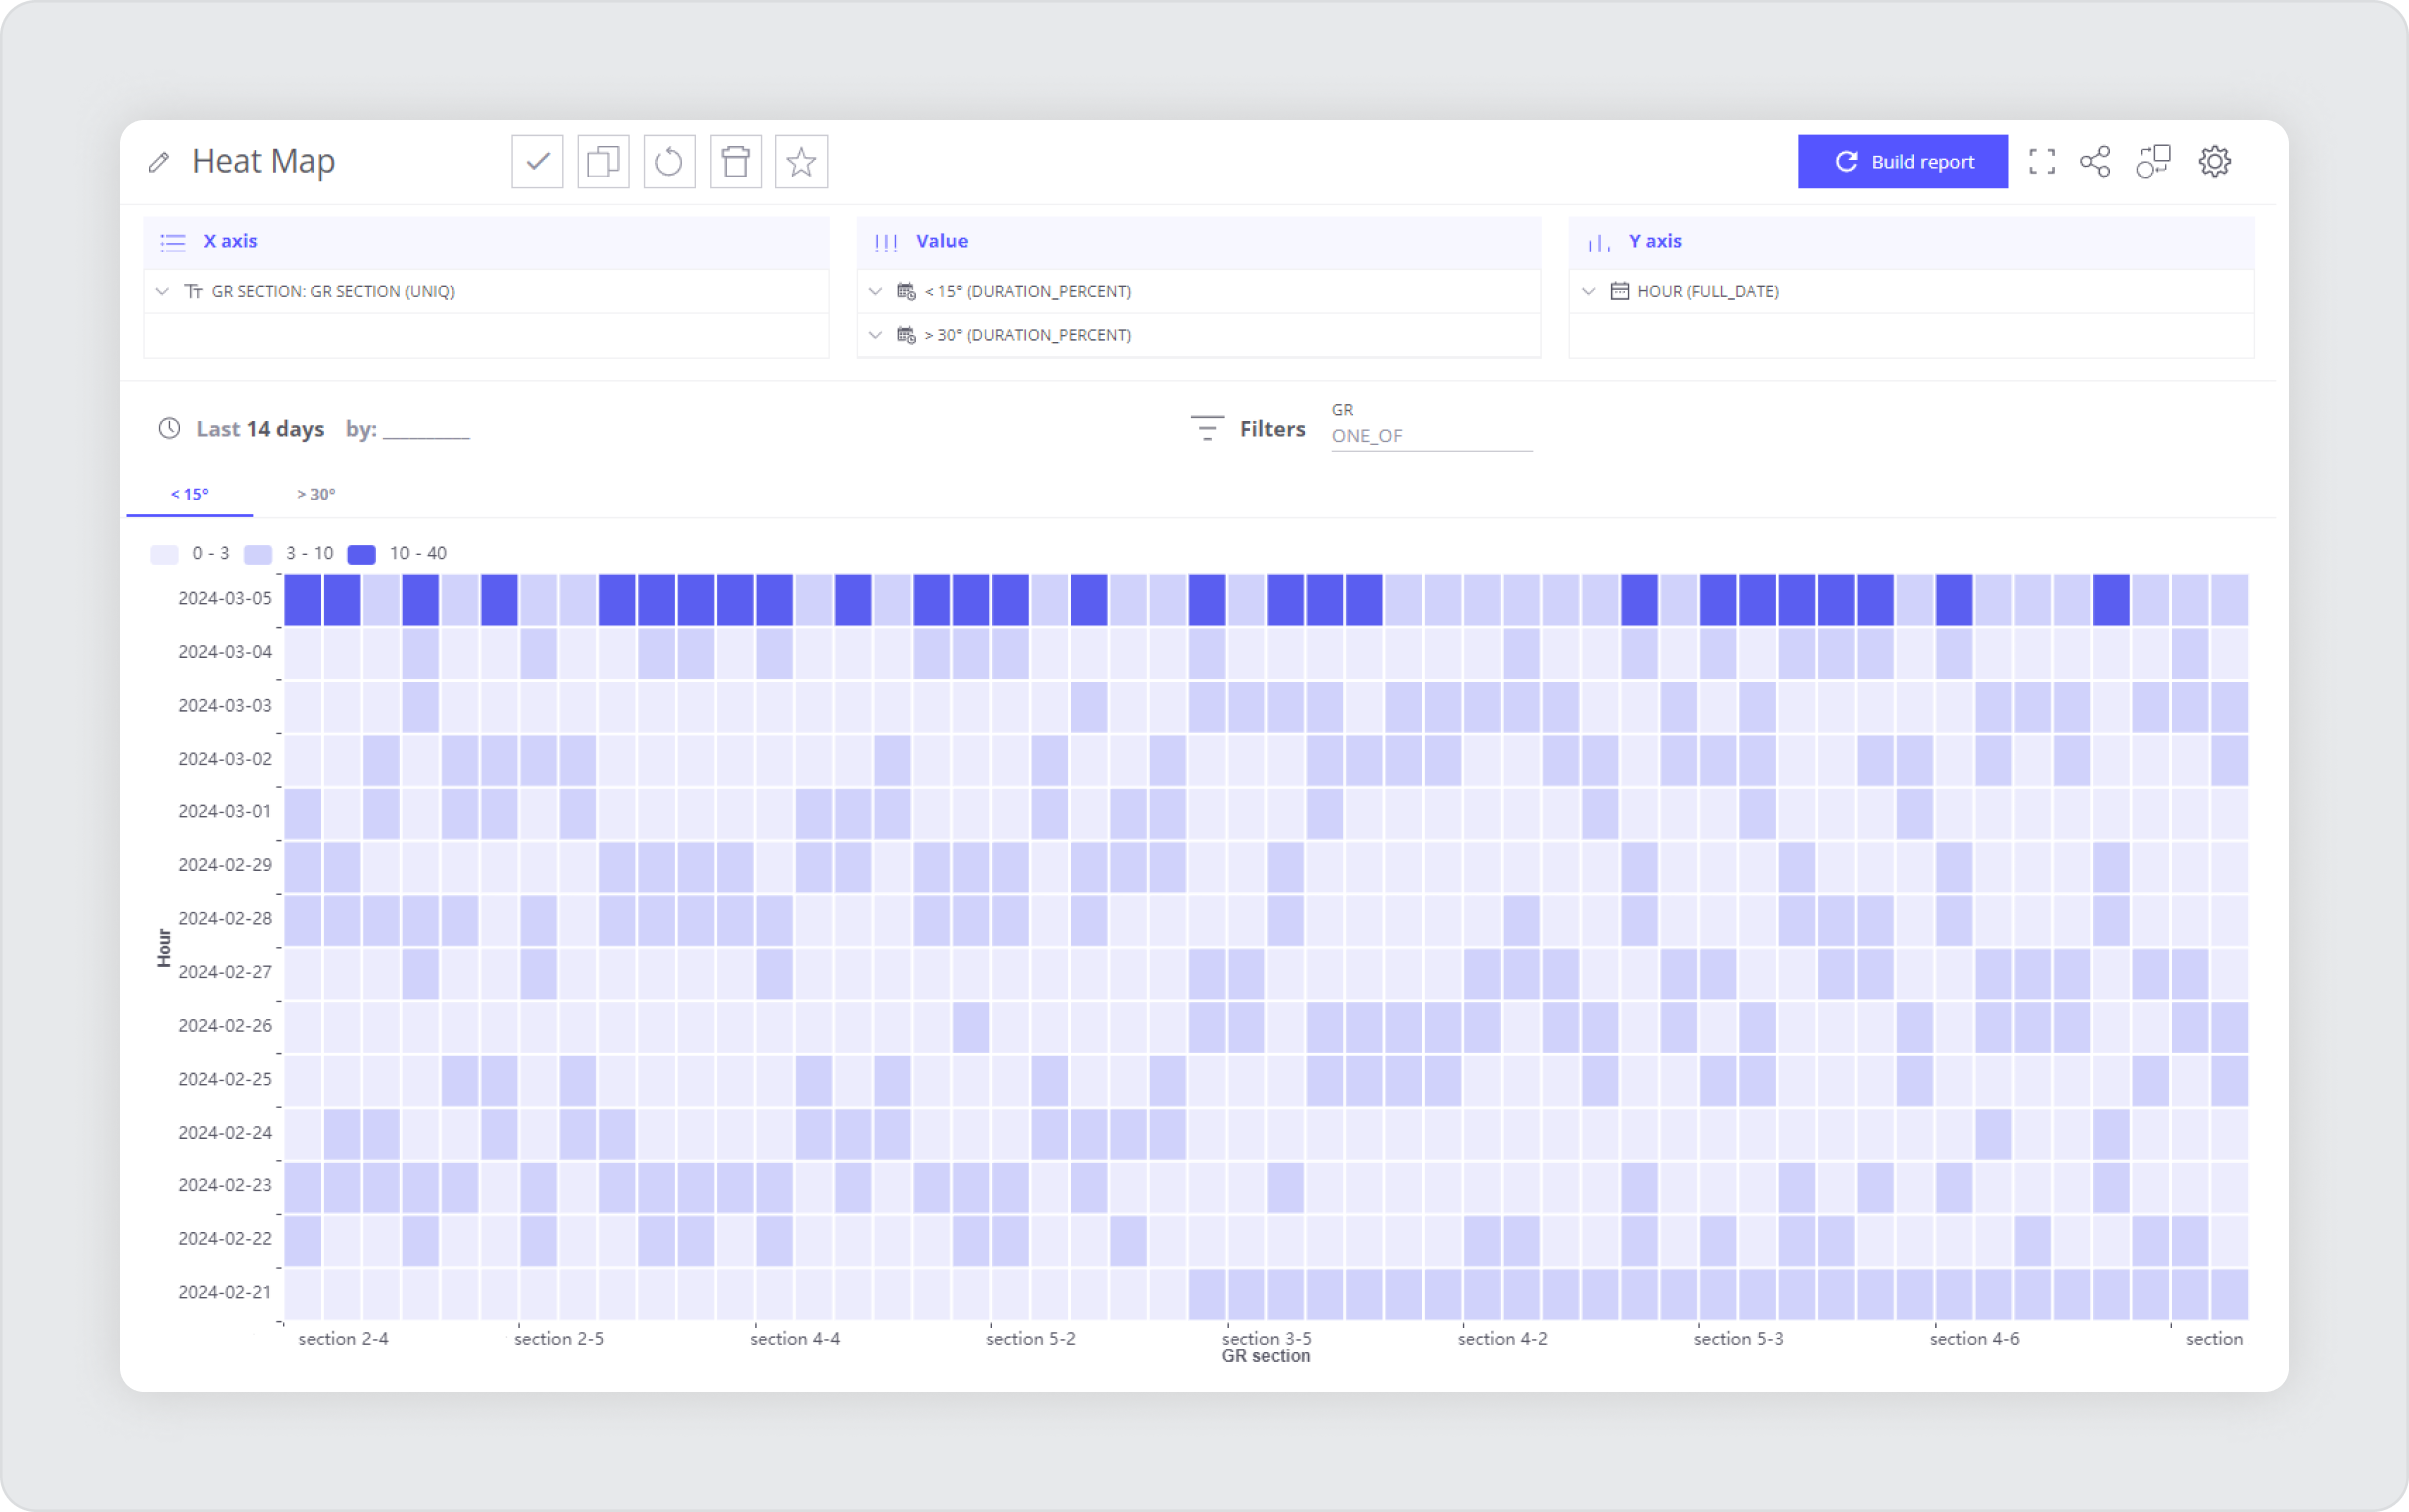 Heat Map
Build report
X axis
Value
Y axis
GR SECTION: GR SECTION (UNIQ)
< 15° (DURATION_PERCENT)
HOUR (FULL_DATE)
> 30° (DURATION_PERCENT)
Last 14 days by: ________
Filters
GR
ONE_OF
< 15°
> 30°
0 - 3
3 - 10
10 - 40
2024-03-05
2024-03-04
2024-03-03
2024-03-02
2024-03-01
2024-02-29
2024-02-28
2024-02-27
2024-02-26
2024-02-25
2024-02-24
2024-02-23
2024-02-22
2024-02-21
Hour
section 2-4
section 2-5
section 4-4
section 5-2
section 3-5
section 4-2
section 5-3
section 4-6
section
GR section